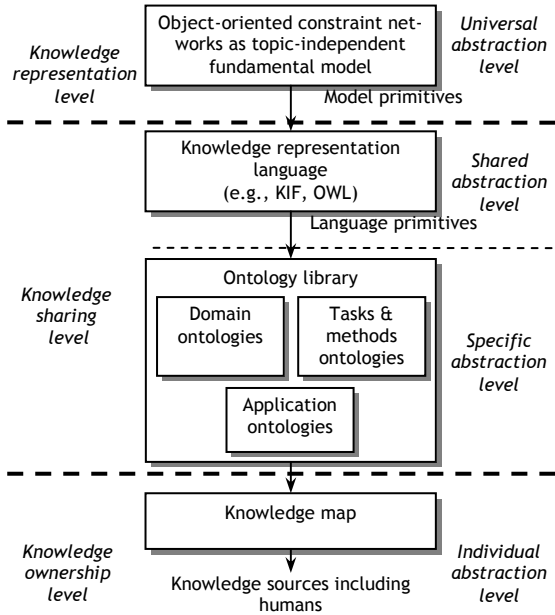 Object-oriented constraint net-
works as topic-independent
fundamental model
Knowledge
representation
level
Universal
abstraction
level
Model primitives
Knowledge representation
language
(e.g., KIF, OWL)
Shared
abstraction
level
Language primitives
Knowledge
sharing
level
Ontology library
Domain
ontologies
Tasks &
methods
ontologies
Application
ontologies
Specific
abstraction
level
Knowledge map
Knowledge
ownership
level
Knowledge sources including
humans
Individual
abstraction
level